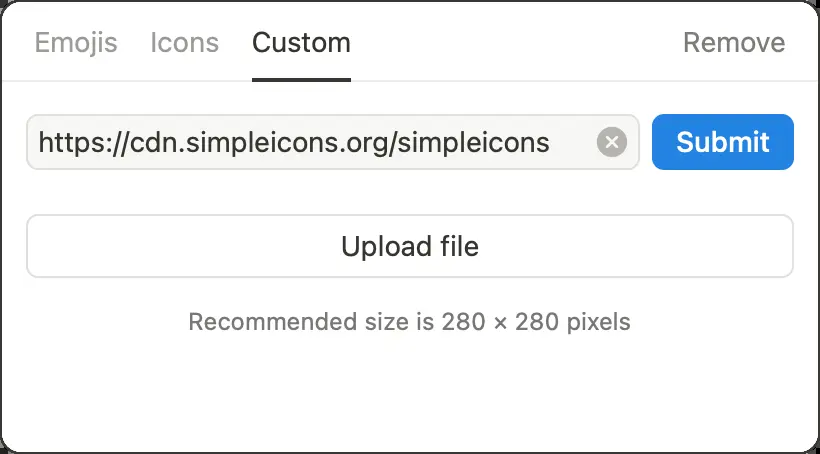 Emojis Icons Custom Remove
https://cdn.simpleicons.org/simpleicons Submit
Upload file
Recommended size is 280 × 280 pixels